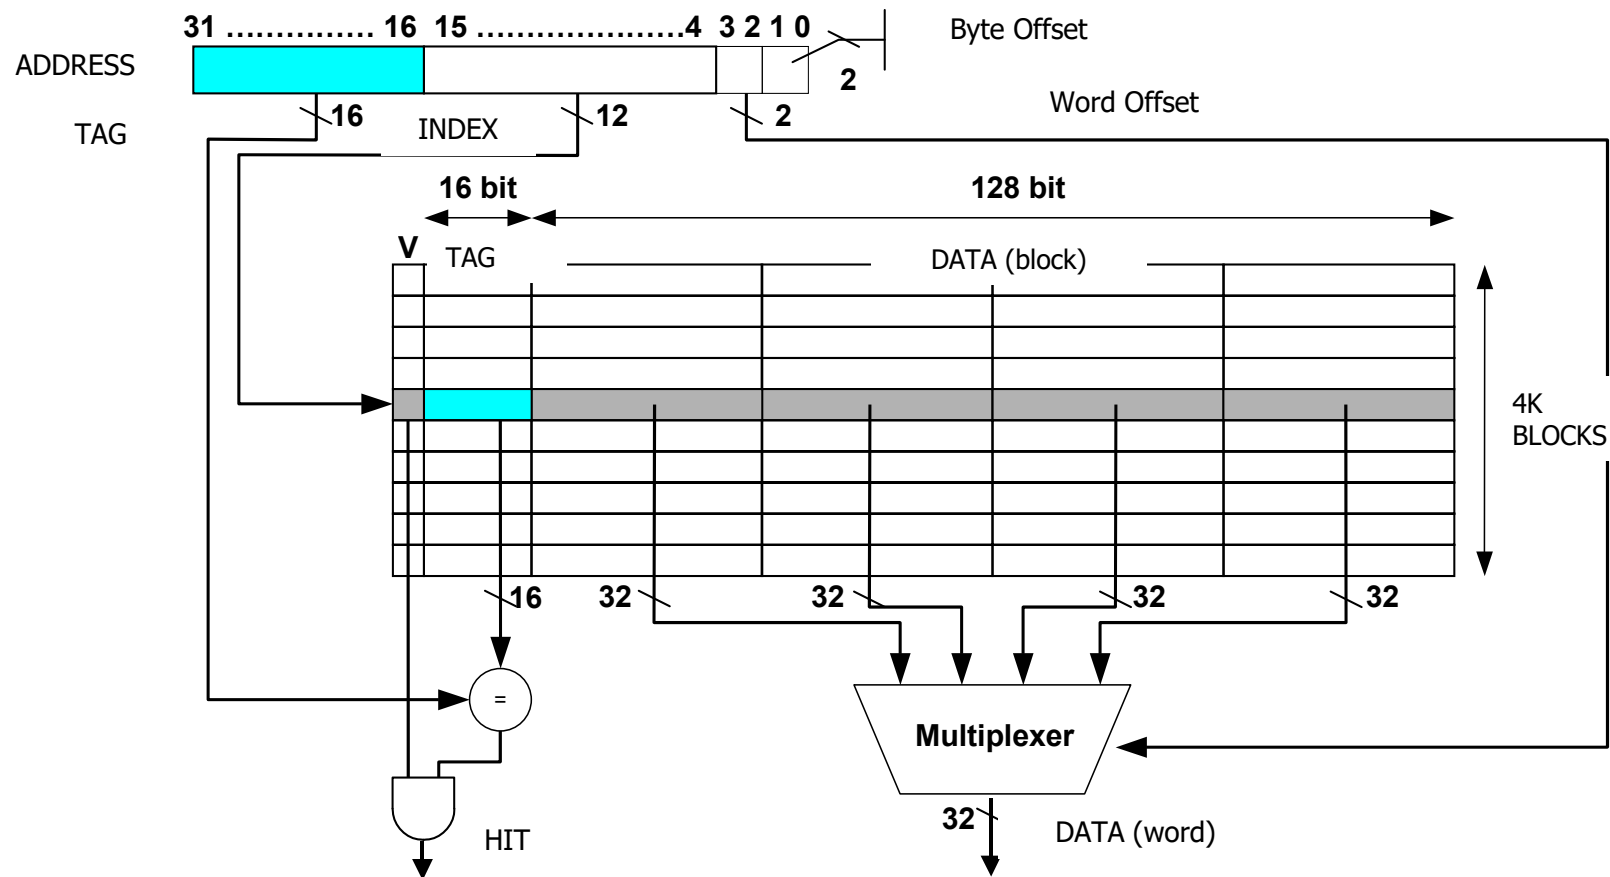 31 .............. 16 15 .....................4 3 2 1 0
Byte Offset
ADDRESS
2
Word Offset
16
12
2
TAG
INDEX
16 bit
128 bit
V
TAG
DATA (block)
4K
BLOCKS
16
32
32
32
32
=
Multiplexer
32
DATA (word)
HIT